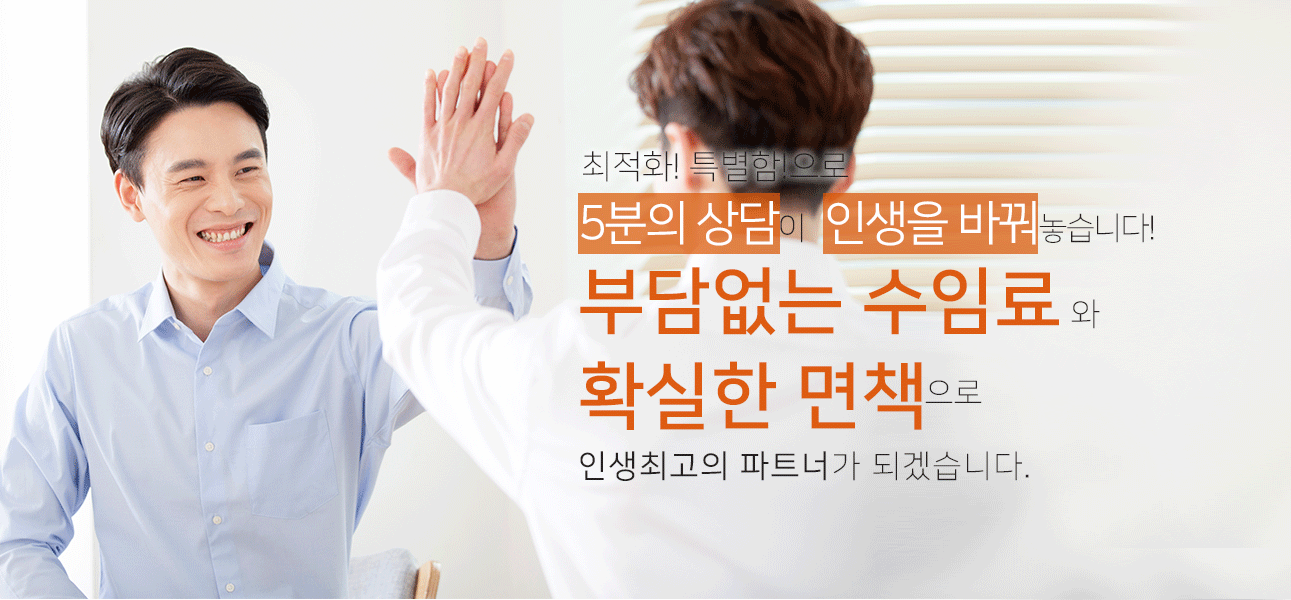 최적화! 특별함!으로
5분의 상담이 인생을 바꿔놓습니다!
부담없는 수임료 와
확실한 면책으로
인생최고의 파트너가 되겠습니다.